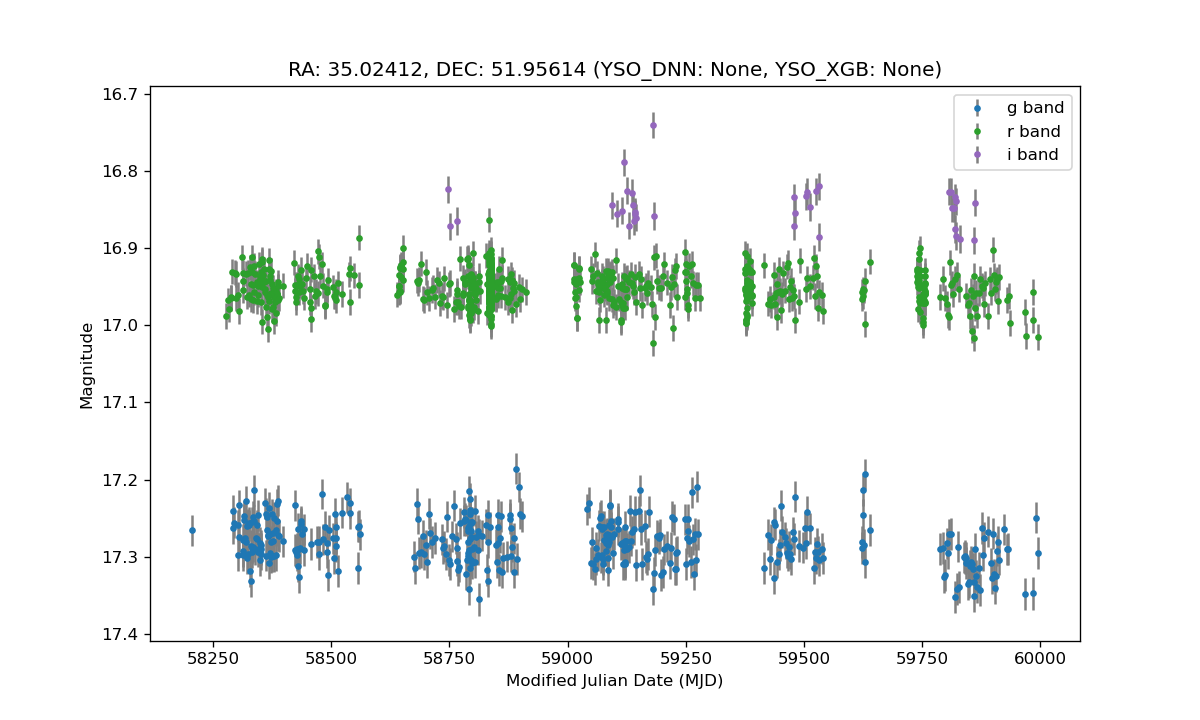 RA: 35.02412, DEC: 51.95614 (YSO_DNN: None, YSO_XGB: None)
g band
r band
i band
16.7
16.8
16.9
17.0
17.1
17.2
17.3
17.4
Magnitude
58250
58500
58750
59000
59250
59500
59750
60000
Modified Julian Date (MJD)